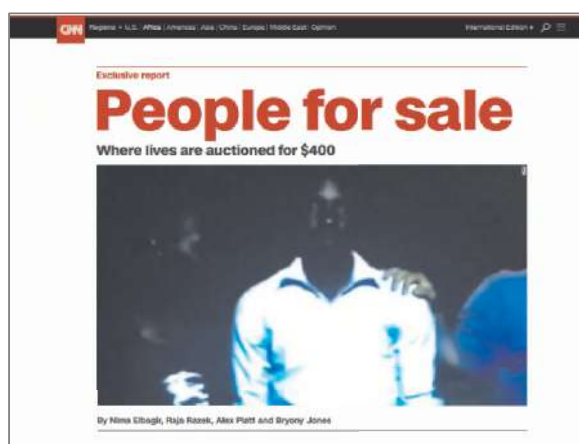 CNN Regions + U.S. Africa | Americas | Asia | China | Europe | Middle East | Opinion International Edition +
Exclusive report
People for sale
Where lives are auctioned for $400
By Nima Elbagir, Raja Razek, Alex Platt and Bryony Jones